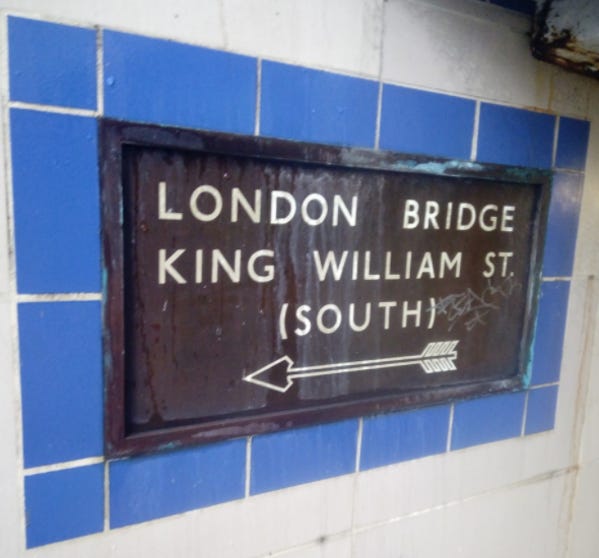 LONDON BRIDGE
KING WILLIAM ST.
(SOUTH)